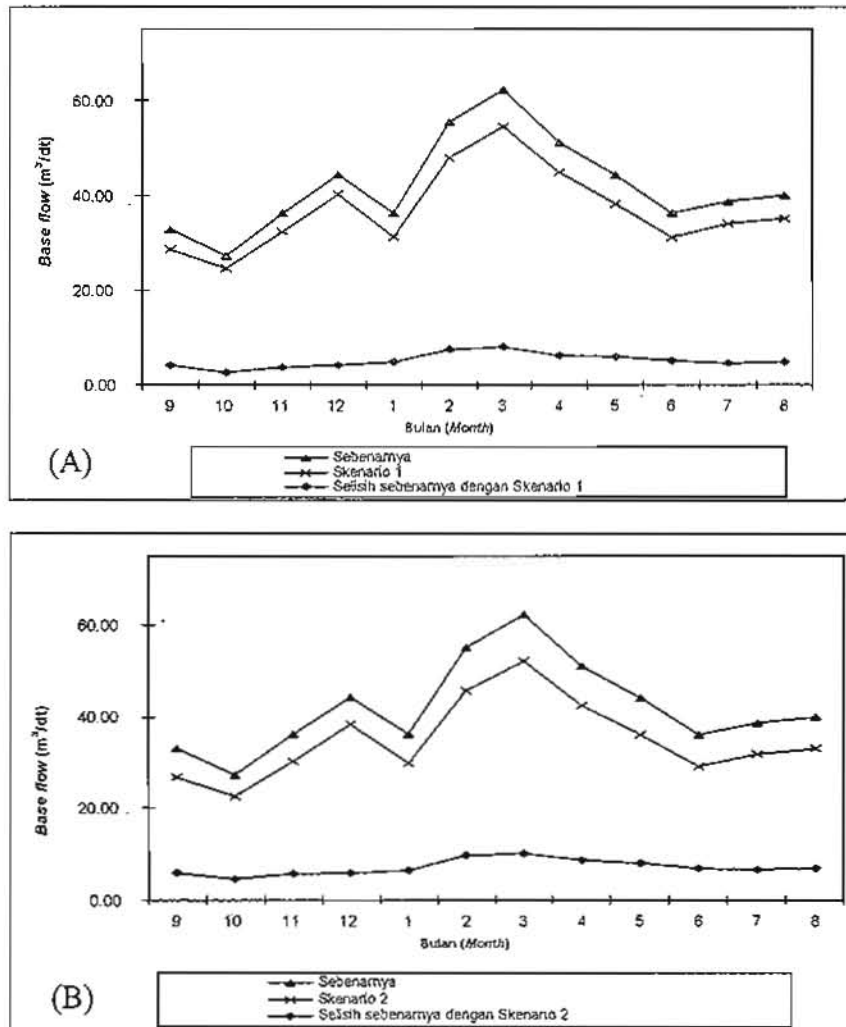 60.00
40.00
20.00
0.00
Base flow (m³/dt)
9 10 11 12 1 2 3 4 5 6 7 8
Bulan (Month)
(A)
Sebenarnya
Skenario 1
Selisih sebenarnya dengan Skenario 1
60.00
40.00
20.00
0.00
Base flow (m³/dt)
9 10 11 12 1 2 3 4 5 6 7 8
Bulan (Month)
(B)
Sebenarnya
Skenario 2
Selisih sebenarnya dengan Skenario 2